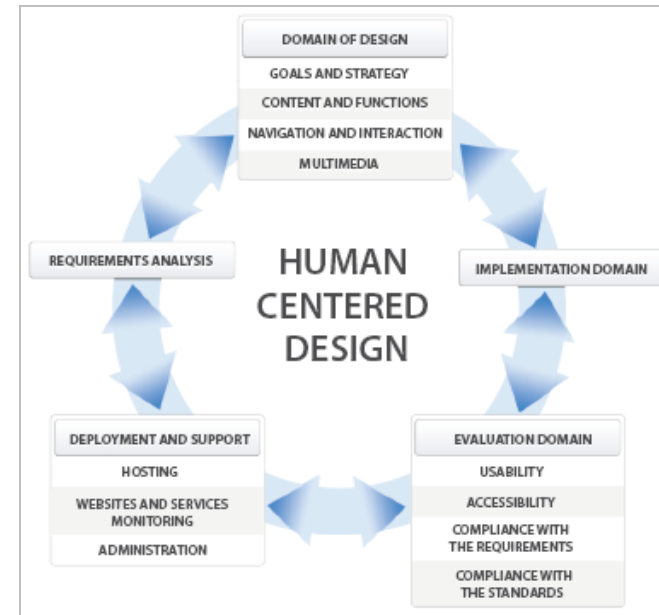 DOMAIN OF DESIGN
GOALS AND STRATEGY
CONTENT AND FUNCTIONS
NAVIGATION AND INTERACTION
MULTIMEDIA
REQUIREMENTS ANALYSIS
HUMAN
CENTERED
DESIGN
IMPLEMENTATION DOMAIN
DEPLOYMENT AND SUPPORT
HOSTING
WEBSITES AND SERVICES
MONITORING
ADMINISTRATION
EVALUATION DOMAIN
USABILITY
ACCESSIBILITY
COMPLIANCE WITH
THE REQUIREMENTS
COMPLIANCE WITH
THE STANDARDS